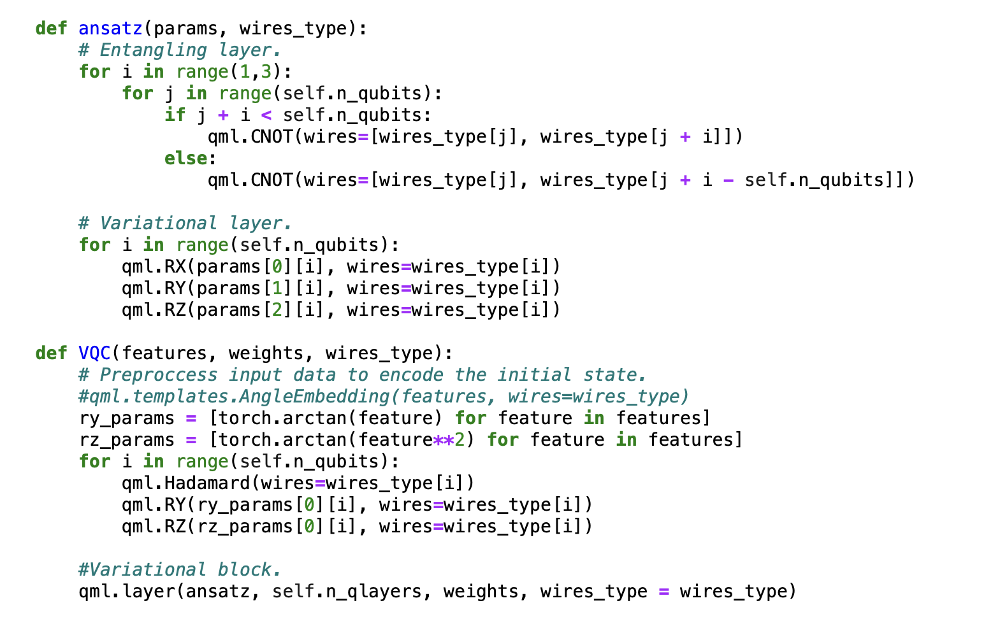 def ansatz(params, wires_type):
    # Entangling layer.
    for i in range(1,3):
        for j in range(self.n_qubits):
            if j + i < self.n_qubits:
                qml.CNOT(wires=[wires_type[j], wires_type[j + i]])
            else:
                qml.CNOT(wires=[wires_type[j], wires_type[j + i - self.n_qubits]])

    # Variational layer.
    for i in range(self.n_qubits):
        qml.RX(params[0][i], wires=wires_type[i])
        qml.RY(params[1][i], wires=wires_type[i])
        qml.RZ(params[2][i], wires=wires_type[i])

def VQC(features, weights, wires_type):
    # Preproccess input data to encode the initial state.
    #qml.templates.AngleEmbedding(features, wires=wires_type)
    ry_params = [torch.arctan(feature) for feature in features]
    rz_params = [torch.arctan(feature**2) for feature in features]
    for i in range(self.n_qubits):
        qml.Hadamard(wires=wires_type[i])
        qml.RY(ry_params[0][i], wires=wires_type[i])
        qml.RZ(rz_params[0][i], wires=wires_type[i])

    #Variational block.
    qml.layer(ansatz, self.n_qlayers, weights, wires_type = wires_type)